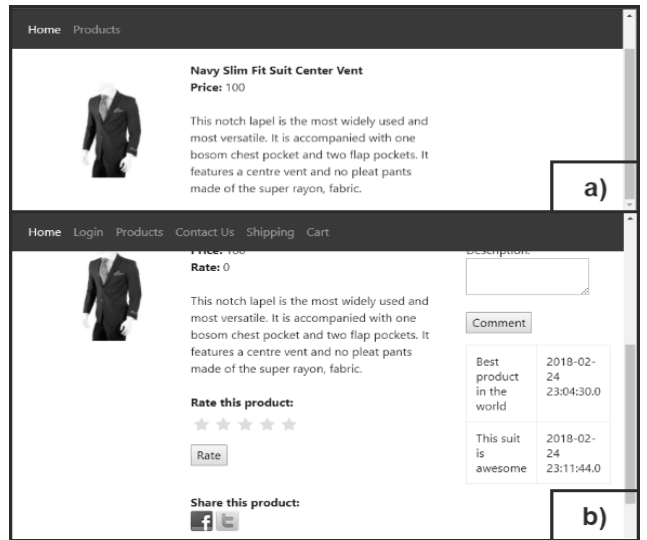 Home Products
Navy Slim Fit Suit Center Vent
Price: 100
This notch lapel is the most widely used and
most versatile. It is accompanied with one
bosom chest pocket and two flap pockets. It
features a centre vent and no pleat pants
made of the super rayon, fabric.
a)
Home Login Products Contact Us Shipping Cart
Price: 100
Rate: 0
This notch lapel is the most widely used and
most versatile. It is accompanied with one
bosom chest pocket and two flap pockets. It
features a centre vent and no pleat pants
made of the super rayon, fabric.
Rate this product:
Rate
Share this product:
f t
Description:
Comment
Best
product
in the
world
2018-02-
24
23:04:30.0
This suit
is
awesome
2018-02-
24
23:11:44.0
b)